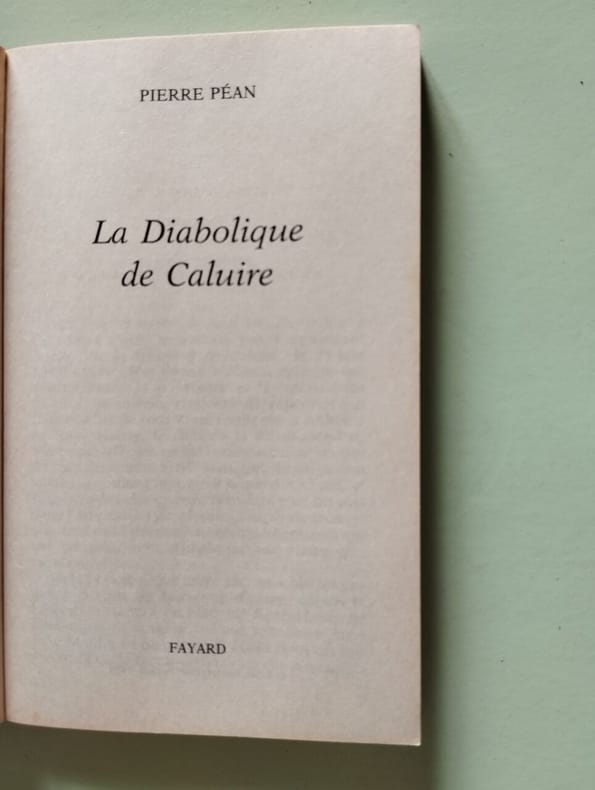 PIERRE PÉAN
La Diabolique
de Caluire
FAYARD